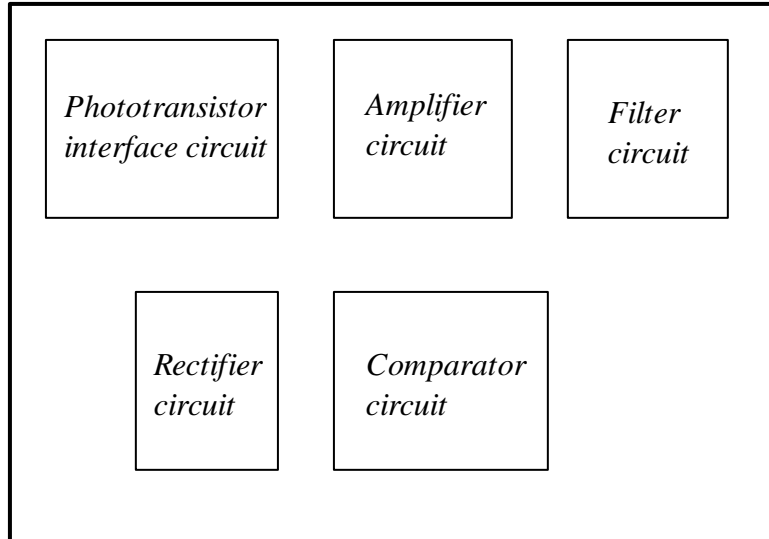 Phototransistor
interface circuit
Amplifier
circuit
Filter
circuit
Rectifier
circuit
Comparator
circuit